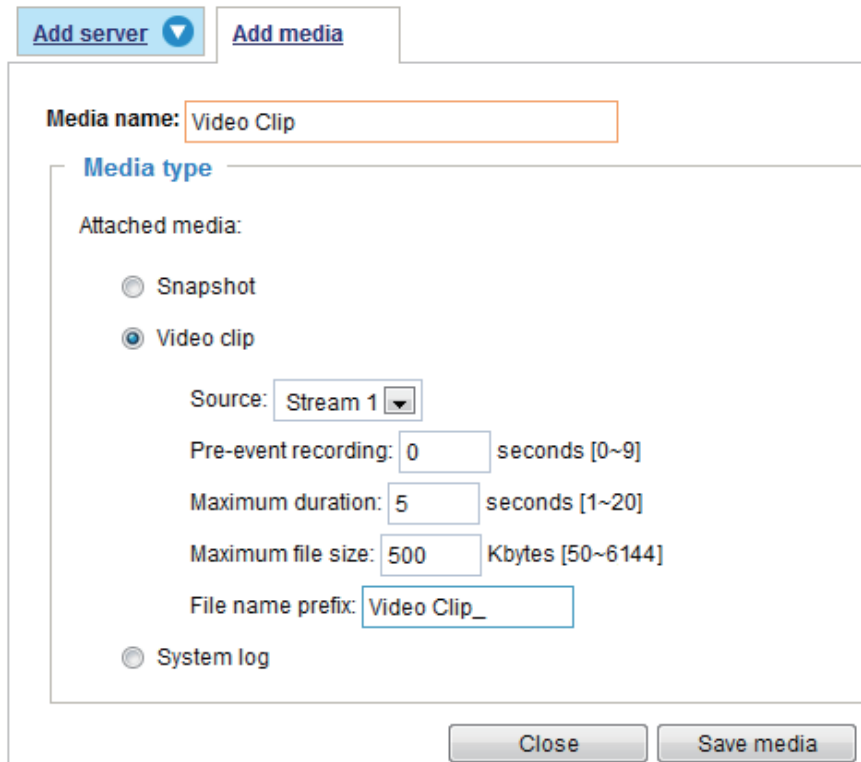 Add server Add media
Media name: Video Clip
Media type
Attached media:
Snapshot
Video clip
Source: Stream 1
Pre-event recording: 0 seconds [0~9]
Maximum duration: 5 seconds [1~20]
Maximum file size: 500 Kbytes [50~6144]
File name prefix: Video Clip_
System log
Close Save media